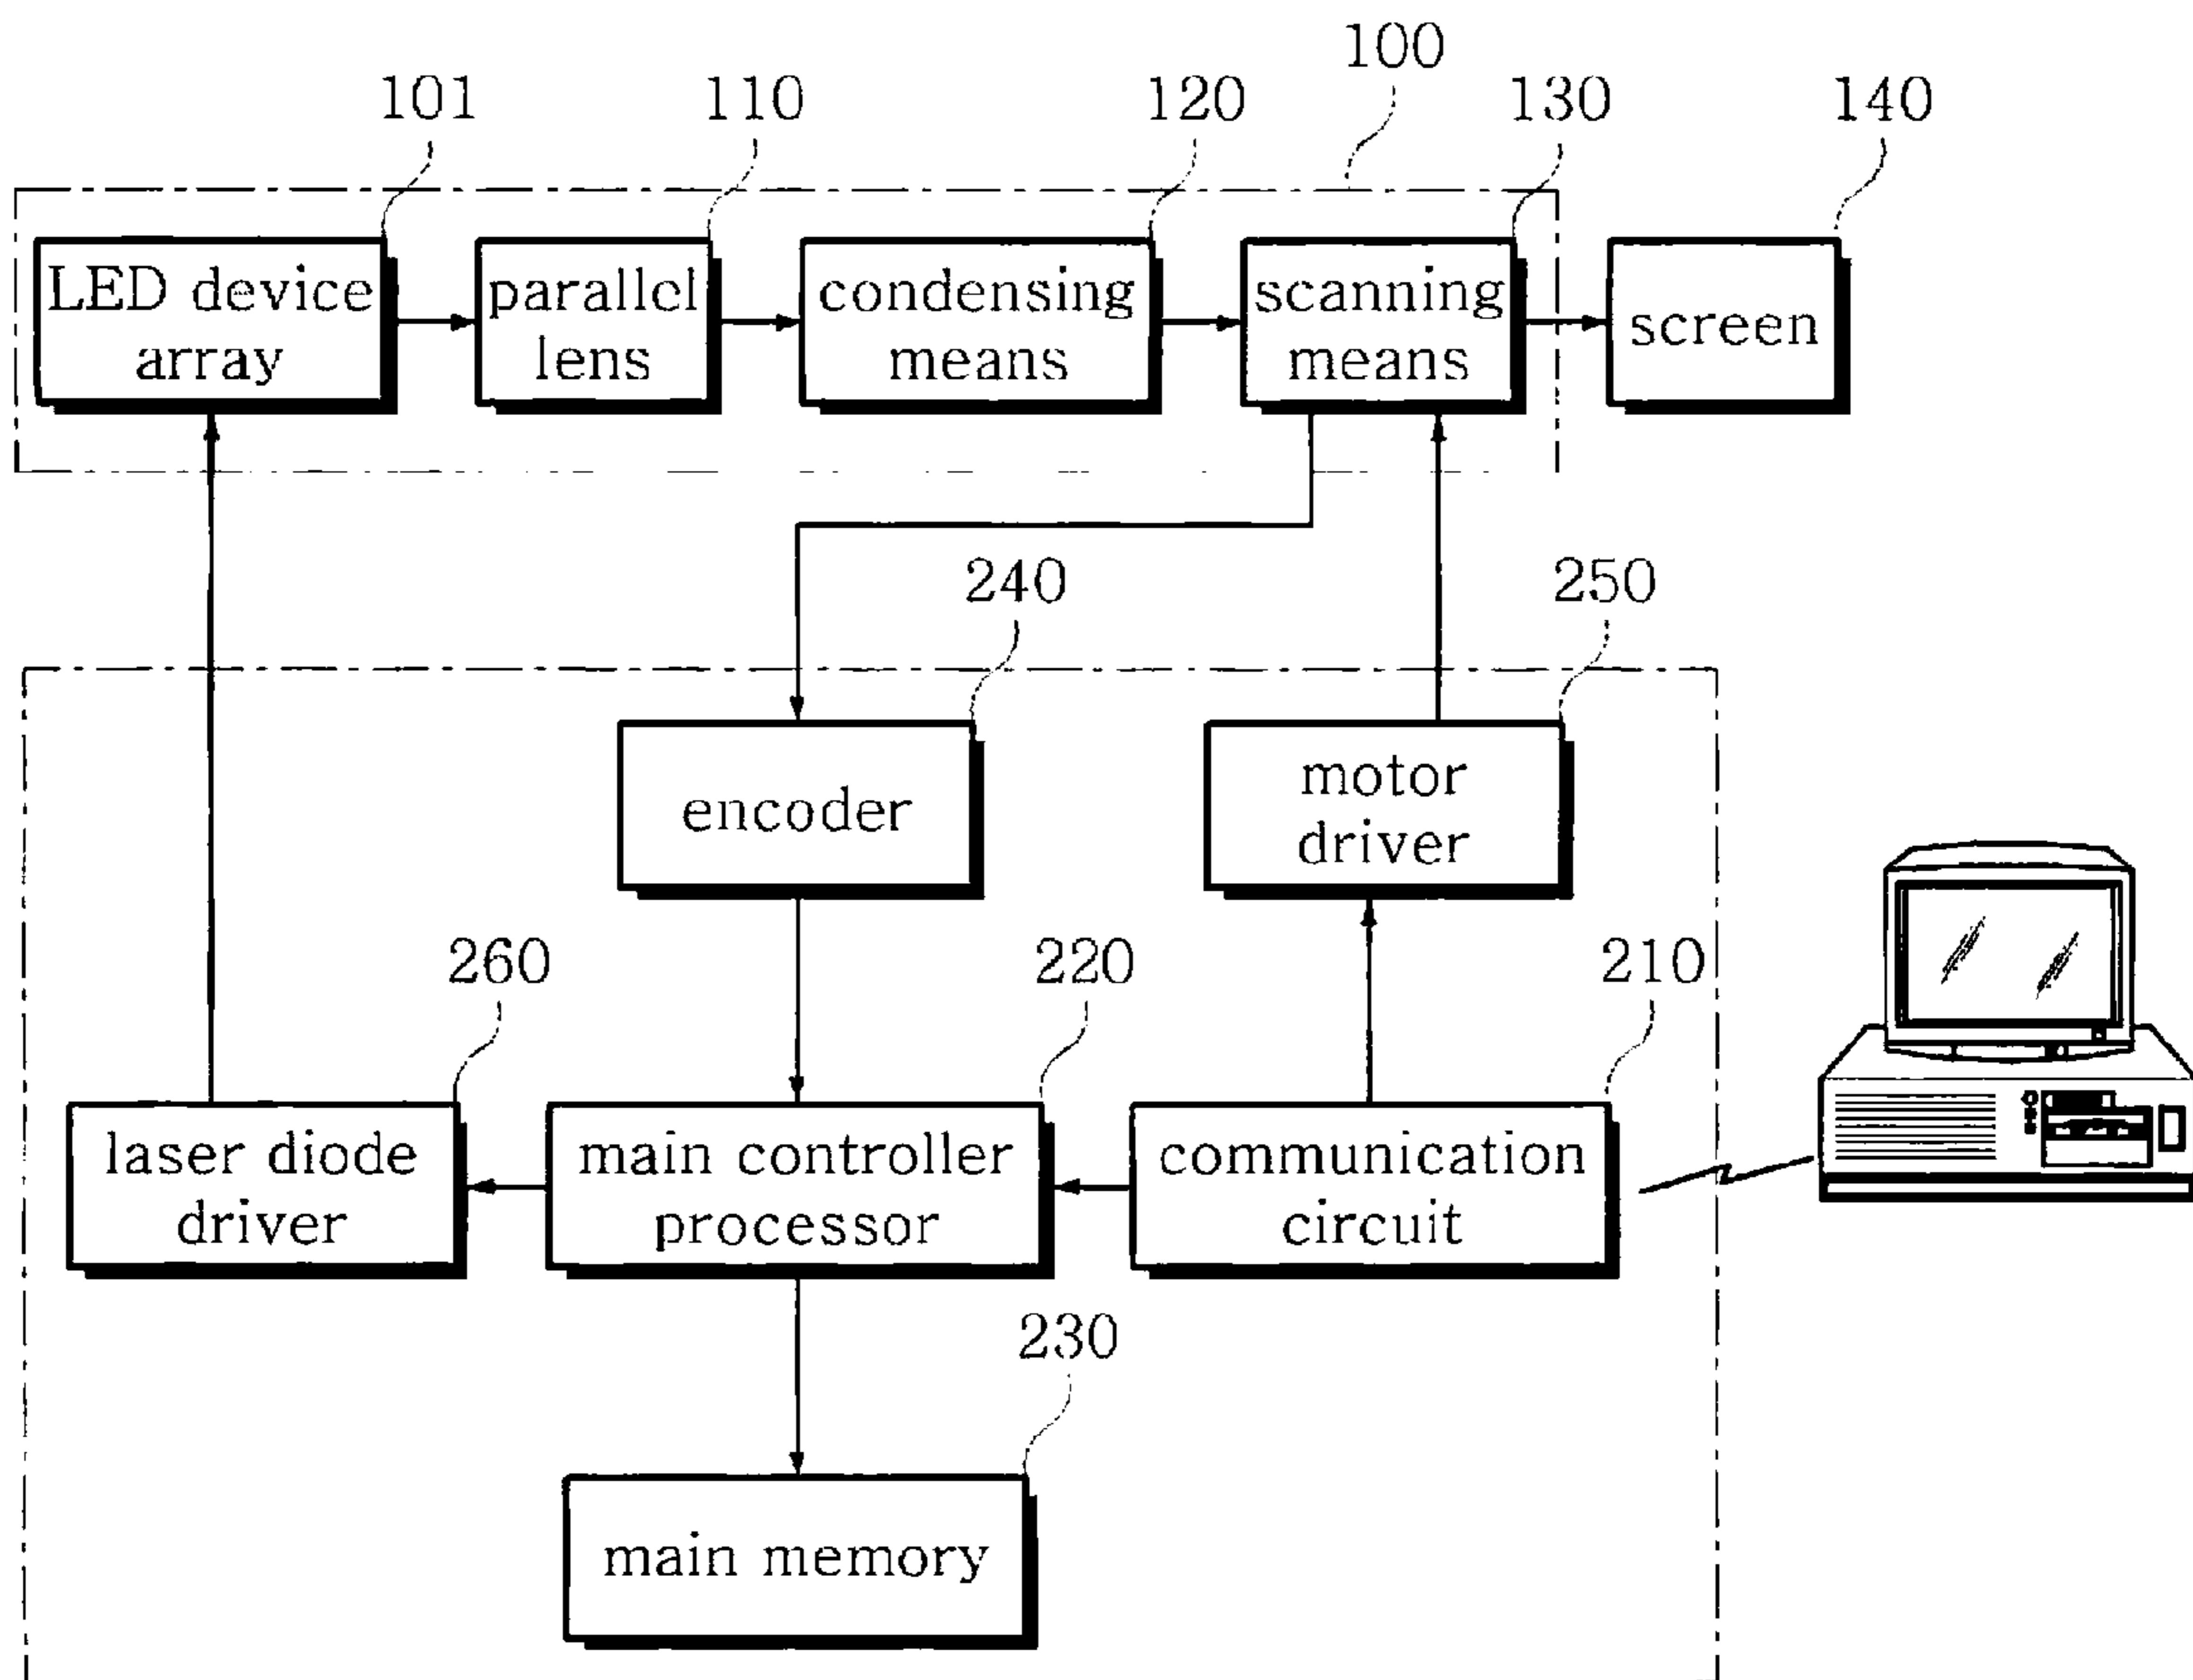 100
101
110
120
130
140
LED device
array
parallel
lens
condensing
means
scanning
means
screen
240
250
encoder
motor
driver
260
220
210
laser diode
driver
main controller
processor
communication
circuit
230
main memory